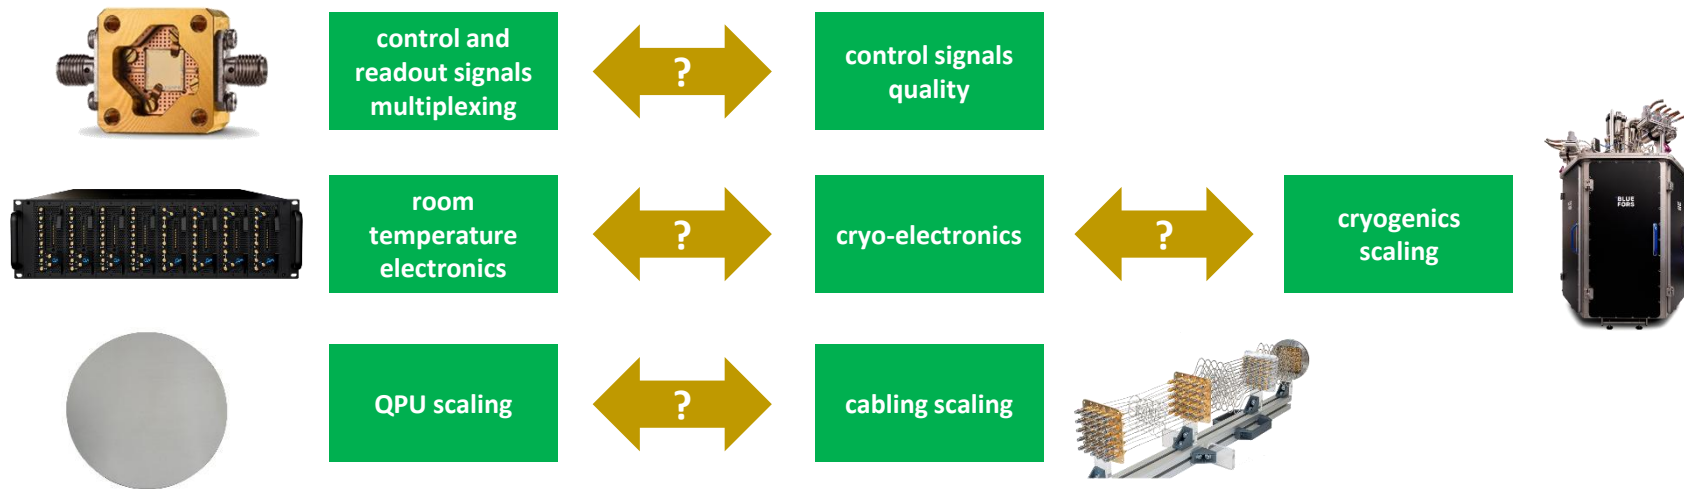 control and
readout signals
multiplexing
?
control signals
quality
room
temperature
electronics
?
cryo-electronics
?
cryogenics
scaling
BLUE
FORS
QPU scaling
?
cabling scaling